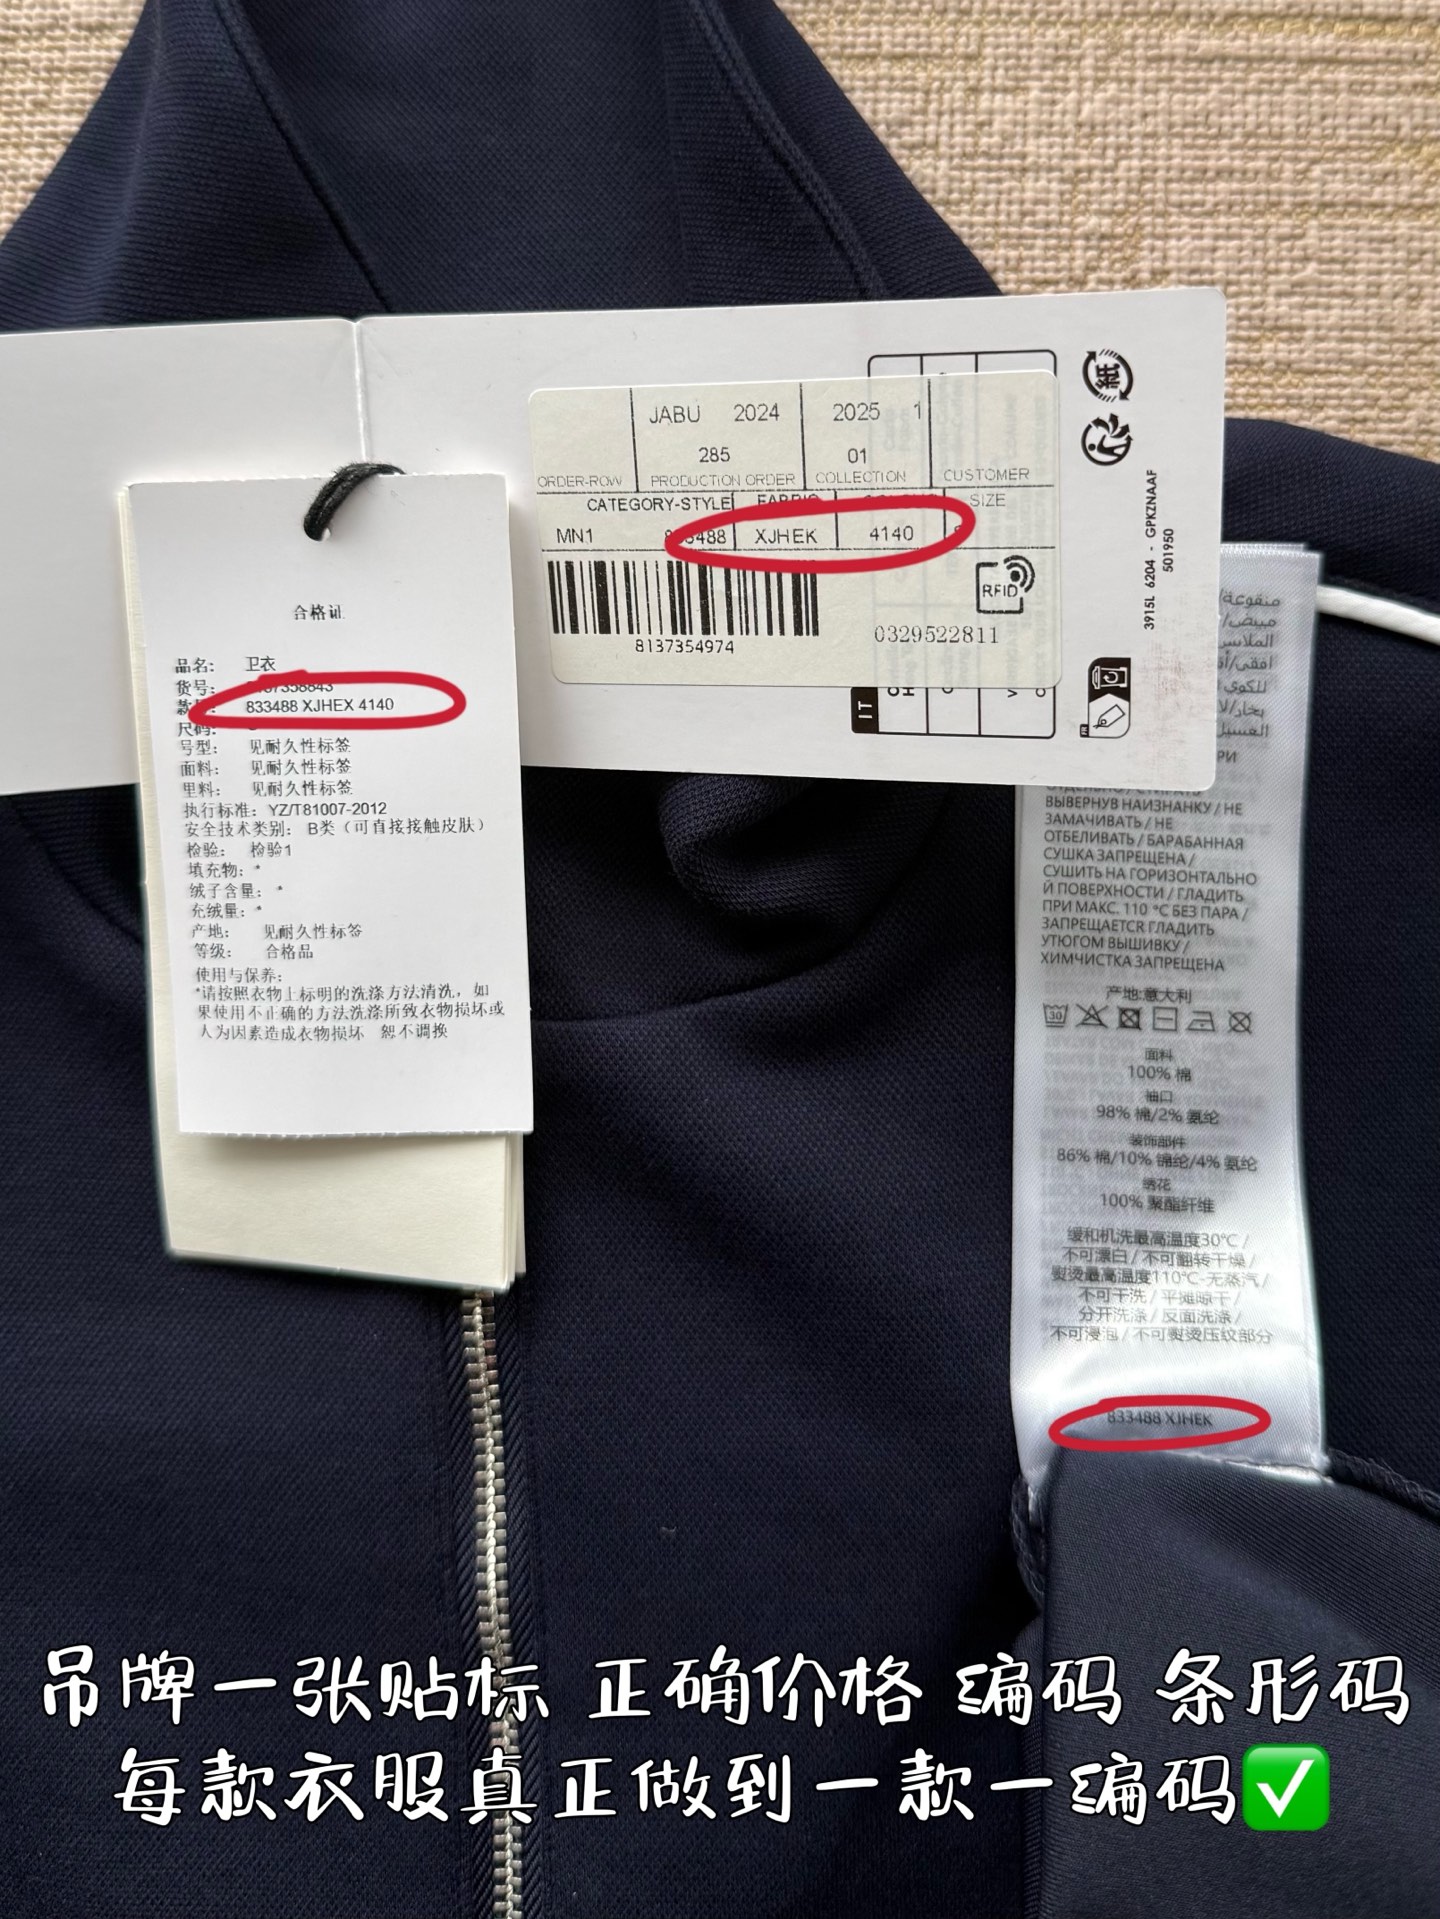 JABU 2024
2025 1
285
01
ORDER-ROW
PRODUCTION ORDER
COLLECTION
CUSTOMER
CATEGORY-STYLE
SIZE
MN1
XJHEK
4140
8137354974
RFID
0329522811
3915L 6204 - GPKZNAAF
501950
紙
IT
FR
合格证
品名: 卫衣
货号:
833488 XJHEX 4140
尺码:
号型: 见耐久性标签
面料: 见耐久性标签
里料: 见耐久性标签
执行标准: YZ/T81007-2012
安全技术类别: B类（可直接接触皮肤）
检验: 检验1
填充物: *
绒子含量: *
充绒量: *
产地: 见耐久性标签
等级: 合格品
使用与保养:
*请按照衣物上标明的洗涤方法清洗，如
果使用不正确的方法洗涤所致衣物损坏或
人为因素造成衣物损坏 恕不调换
ВЫВЕРНУВ НАИЗНАНКУ / НЕ
ЗАМАЧИВАТЬ / НЕ
ОТБЕЛИВАТЬ / БАРАБАННАЯ
СУШКА ЗАПРЕЩЕНА /
СУШИТЬ НА ГОРИЗОНТАЛЬНО
Й ПОВЕРХНОСТИ / ГЛАДИТЬ
ПРИ МАКС. 110 °C БЕЗ ПАРА /
ЗАПРЕЩАЕТСЯ ГЛАДИТЬ
УТЮГОМ ВЫШИВКУ /
ХИМЧИСТКА ЗАПРЕЩЕНА
产地:意大利
30
面料
100% 棉
袖口
98% 棉/2% 氨纶
装饰部件
86% 棉/10% 锦纶/4% 氨纶
绣花
100% 聚酯纤维
缓和机洗最高温度30℃ /
不可漂白 / 不可翻转干燥 /
熨烫最高温度110℃-无蒸汽 /
不可干洗 / 平摊晾干 /
分开洗涤 / 反面洗涤 /
不可浸泡 / 不可熨烫压纹部分
833488 XJHEK
吊牌一张贴标 正确价格 编码 条形码
每款衣服真正做到一款一编码✅